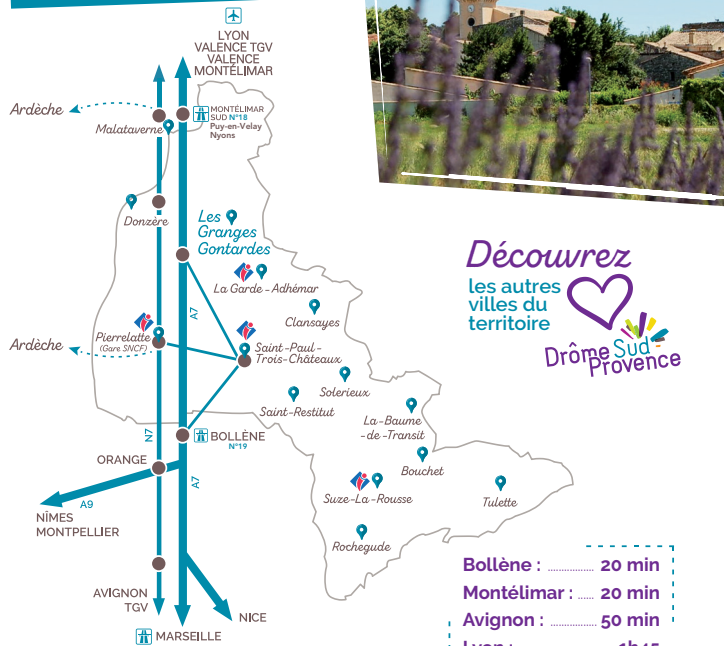 LYON
VALENCE TGV
VALENCE
MONTÉLIMAR
Ardèche
Malataverne
MONTÉLIMAR
SUD N°18
Puy-en-Velay
Nyons
Donzère
Les
Granges
Gontardes
La Garde-Adhémar
A7
Clansayes
Pierrelatte
(Gare SNCF)
Ardèche
Saint-Paul-
Trois-Châteaux
Solerieux
Saint-Restitut
La-Baume
-de-Transit
N7
BOLLÈNE
N°19
ORANGE
A7
Bouchet
Suze-La-Rousse
Tulette
A9
NÎMES
MONTPELLIER
Rochegude
AVIGNON
TGV
NICE
MARSEILLE
Découvrez
les autres
villes du
territoire
Drôme Sud
Provence
Bollène : ................ 20 min
Montélimar : ...... 20 min
Avignon : ................ 50 min
Lyon : 1h45